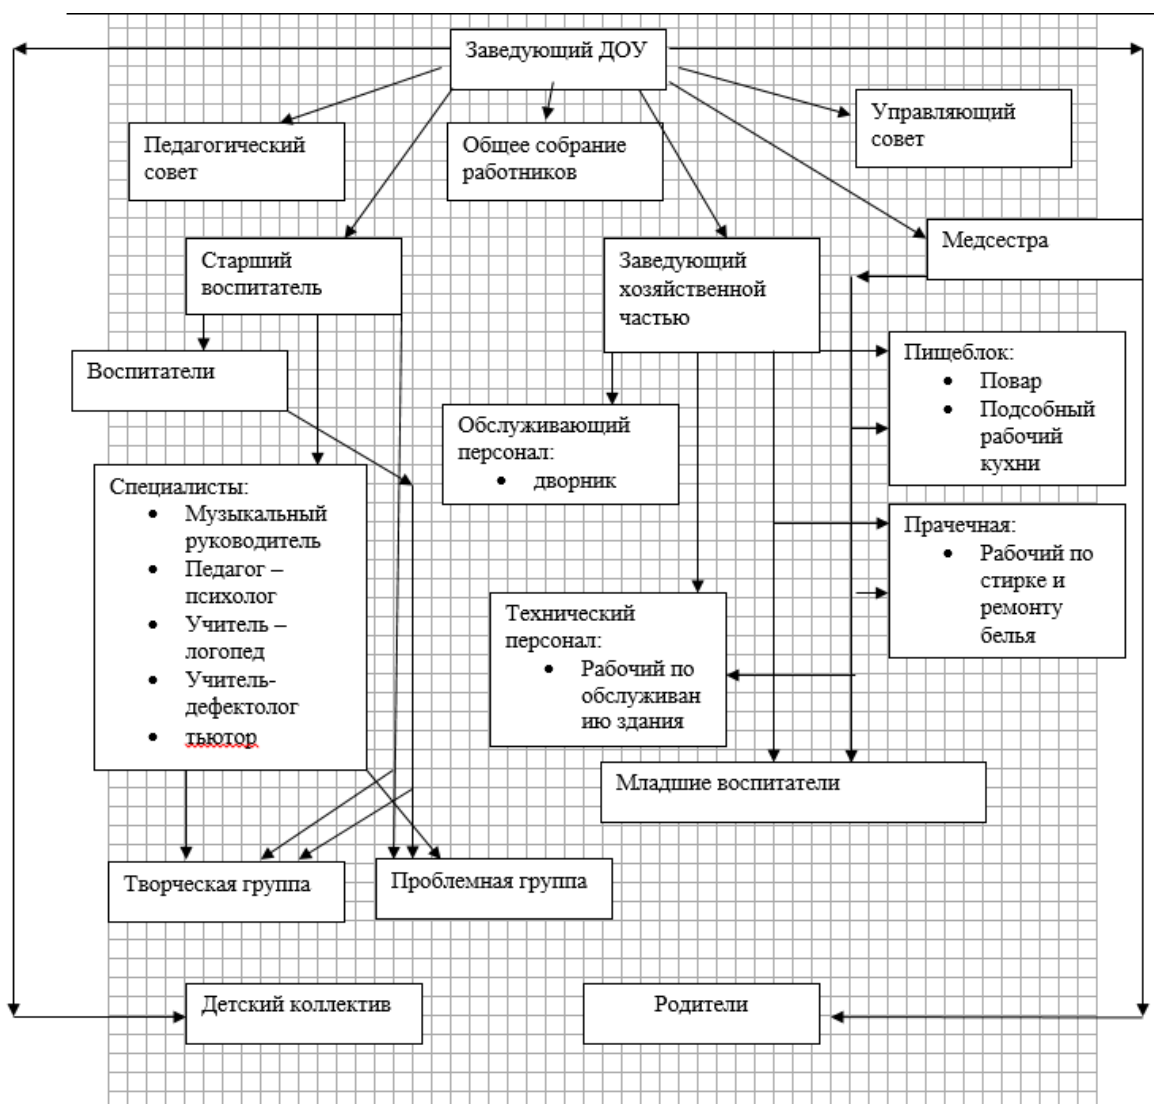 Заведующий ДОУ
Управляющий
совет
Педагогический
совет
Общее собрание
работников
Медсестра
Старший
воспитатель
Заведующий
хозяйственной
частью
Пищеблок:
• Повар
• Подсобный
рабочий
кухни
Воспитатели
Обслуживающий
персонал:
• дворник
Специалисты:
• Музыкальный
руководитель
• Педагог –
психолог
• Учитель –
логопед
• Учитель-
дефектолог
• тьютор
Прачечная:
• Рабочий по
стирке и
ремонту
белья
Технический
персонал:
• Рабочий по
обслуживан
ию здания
Младшие воспитатели
Творческая группа
Проблемная группа
Детский коллектив
Родители